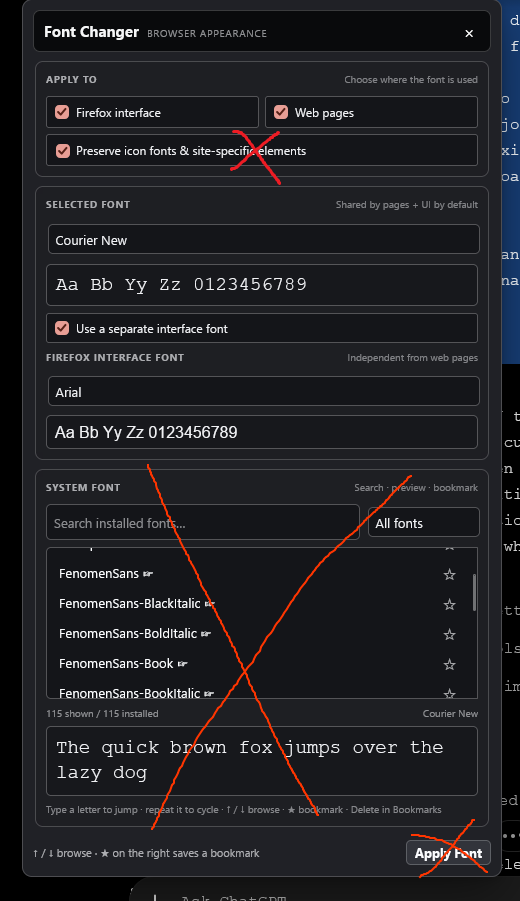 Font Changer BROWSER APPEARANCE ×
APPLY TO Choose where the font is used
Firefox interface Web pages
Preserve icon fonts & site-specific elements
SELECTED FONT Shared by pages + UI by default
Courier New
Aa Bb Yy Zz 0123456789
Use a separate interface font
FIREFOX INTERFACE FONT Independent from web pages
Arial
Aa Bb Yy Zz 0123456789
SYSTEM FONT Search · preview · bookmark
Search installed fonts... All fonts
FenomenSans ☞ ☆
FenomenSans-BlackItalic ☞ ☆
FenomenSans-BoldItalic ☞ ☆
FenomenSans-Book ☞ ☆
FenomenSans-BookItalic ☞ ☆
115 shown / 115 installed Courier New
The quick brown fox jumps over the
lazy dog
Type a letter to jump · repeat it to cycle · ↑ / ↓ browse · ★ bookmark · Delete in Bookmarks
↑ / ↓ browse · ★ on the right saves a bookmark Apply Font